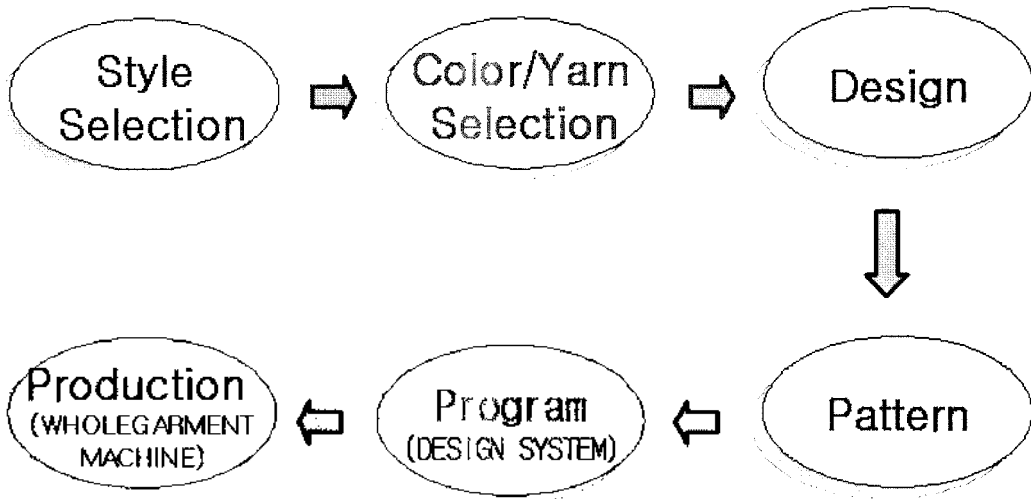 Style
Selection
Color/Yarn
Selection
Design
Pattern
Program
(DESIGN SYSTEM)
Production
(WHOLEGARMENT
MACHINE)